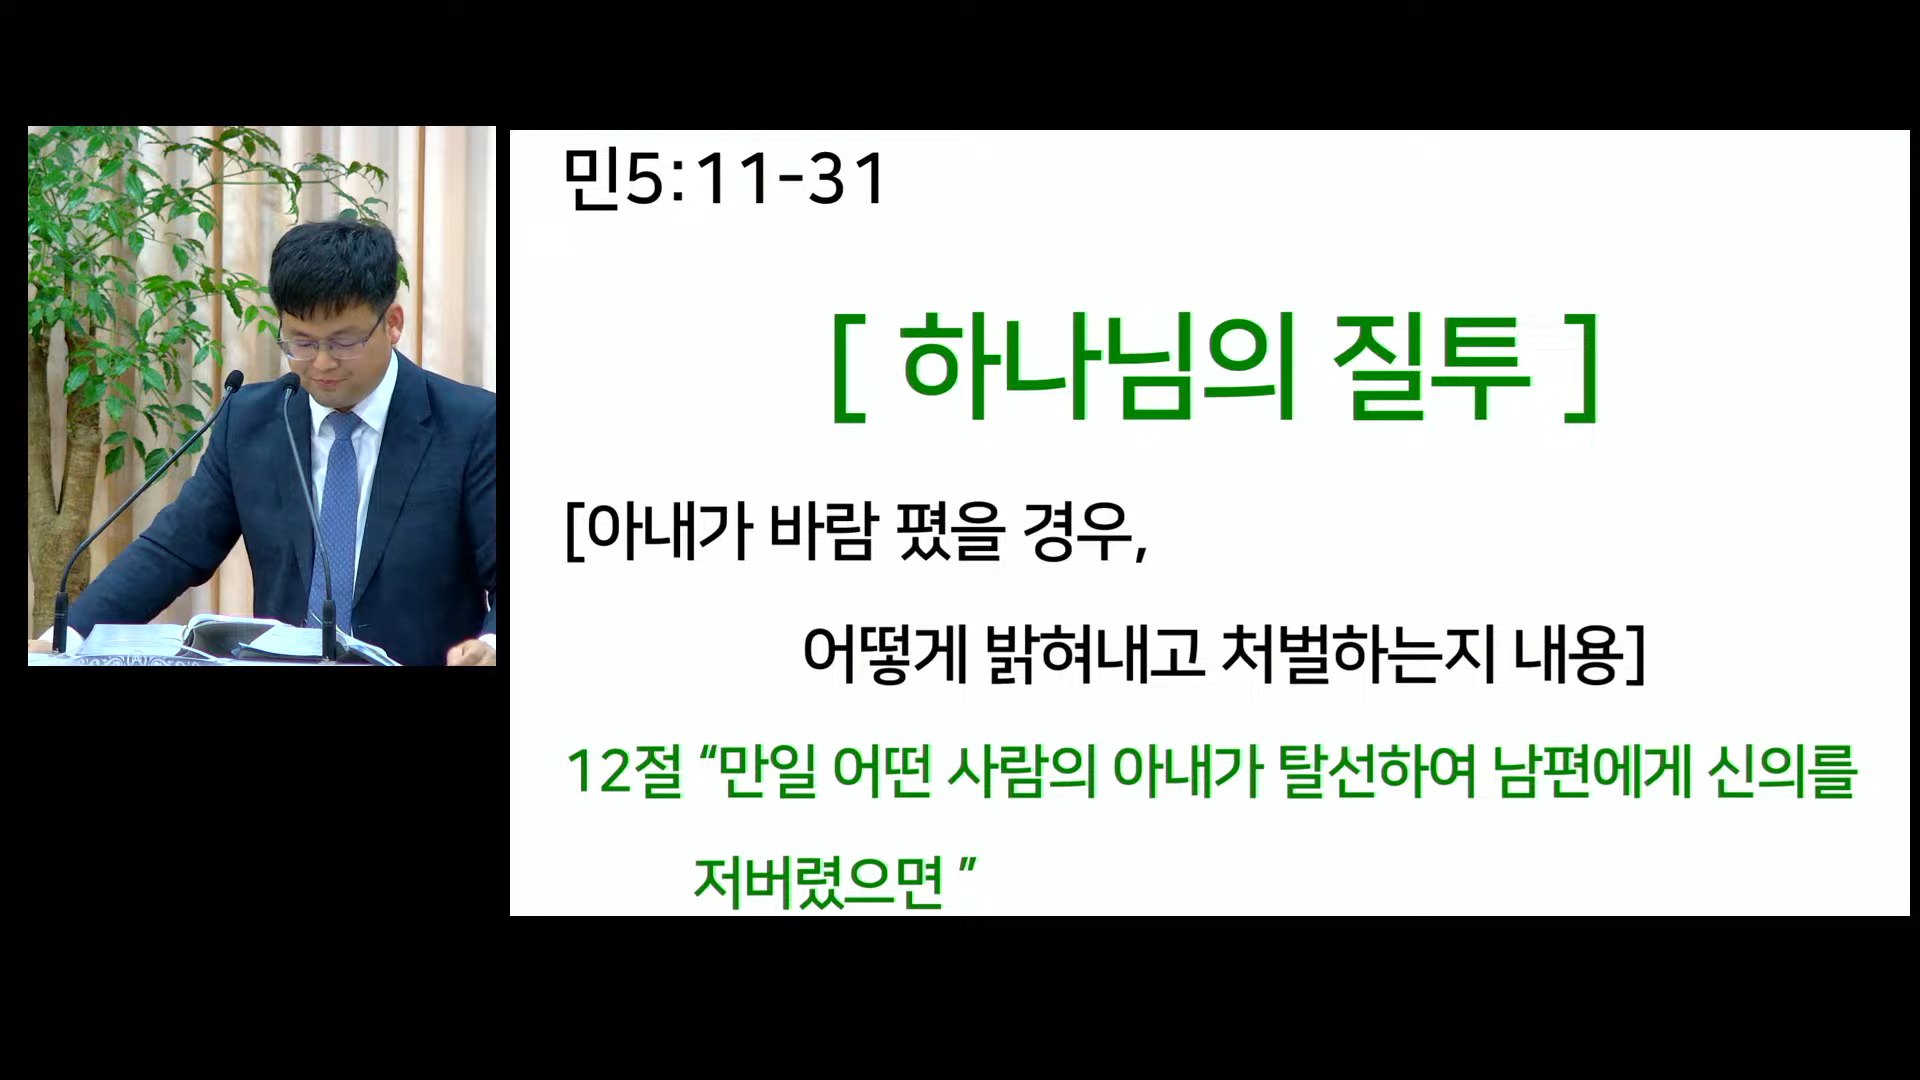 민5:11-31
[ 하나님의 질투 ]
[아내가 바람 폈을 경우,
어떻게 밝혀내고 처벌하는지 내용]
12절 “만일 어떤 사람의 아내가 탈선하여 남편에게 신의를
저버렸으면 ”